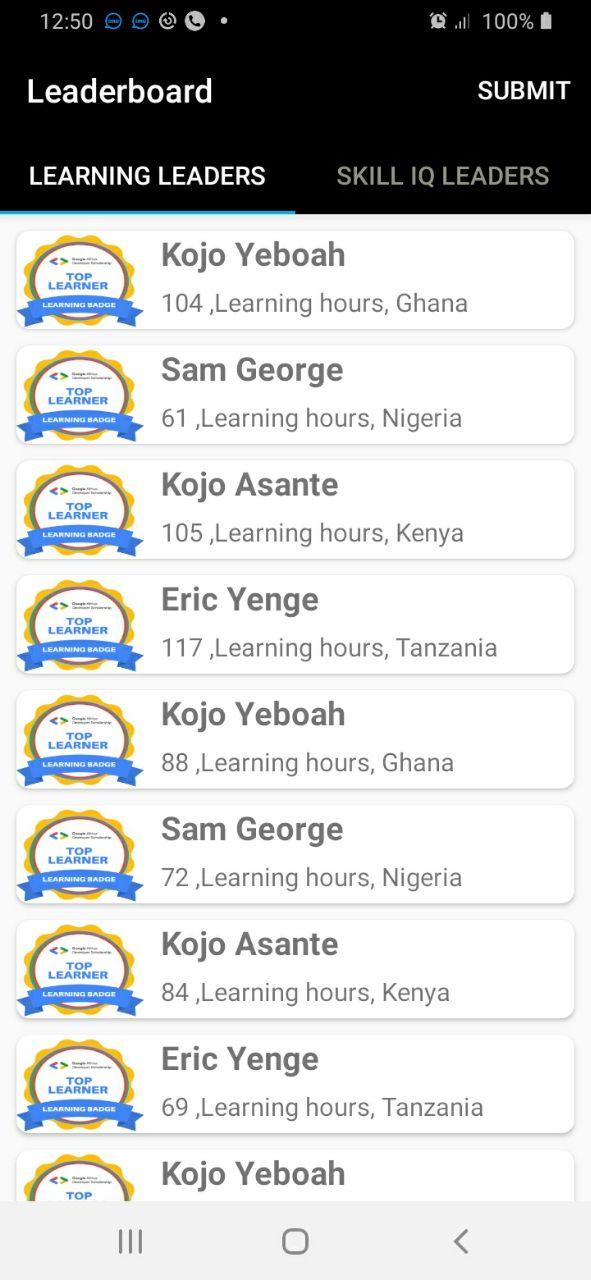 12:50
100%
Leaderboard
SUBMIT
LEARNING LEADERS
SKILL IQ LEADERS
Google Africa
Developer Scholarship
TOP
LEARNER
LEARNING BADGE
Kojo Yeboah
104 ,Learning hours, Ghana
Google Africa
Developer Scholarship
TOP
LEARNER
LEARNING BADGE
Sam George
61 ,Learning hours, Nigeria
Google Africa
Developer Scholarship
TOP
LEARNER
LEARNING BADGE
Kojo Asante
105 ,Learning hours, Kenya
Google Africa
Developer Scholarship
TOP
LEARNER
LEARNING BADGE
Eric Yenge
117 ,Learning hours, Tanzania
Google Africa
Developer Scholarship
TOP
LEARNER
LEARNING BADGE
Kojo Yeboah
88 ,Learning hours, Ghana
Google Africa
Developer Scholarship
TOP
LEARNER
LEARNING BADGE
Sam George
72 ,Learning hours, Nigeria
Google Africa
Developer Scholarship
TOP
LEARNER
LEARNING BADGE
Kojo Asante
84 ,Learning hours, Kenya
Google Africa
Developer Scholarship
TOP
LEARNER
LEARNING BADGE
Eric Yenge
69 ,Learning hours, Tanzania
Google Africa
Developer Scholarship
TOP
Kojo Yeboah